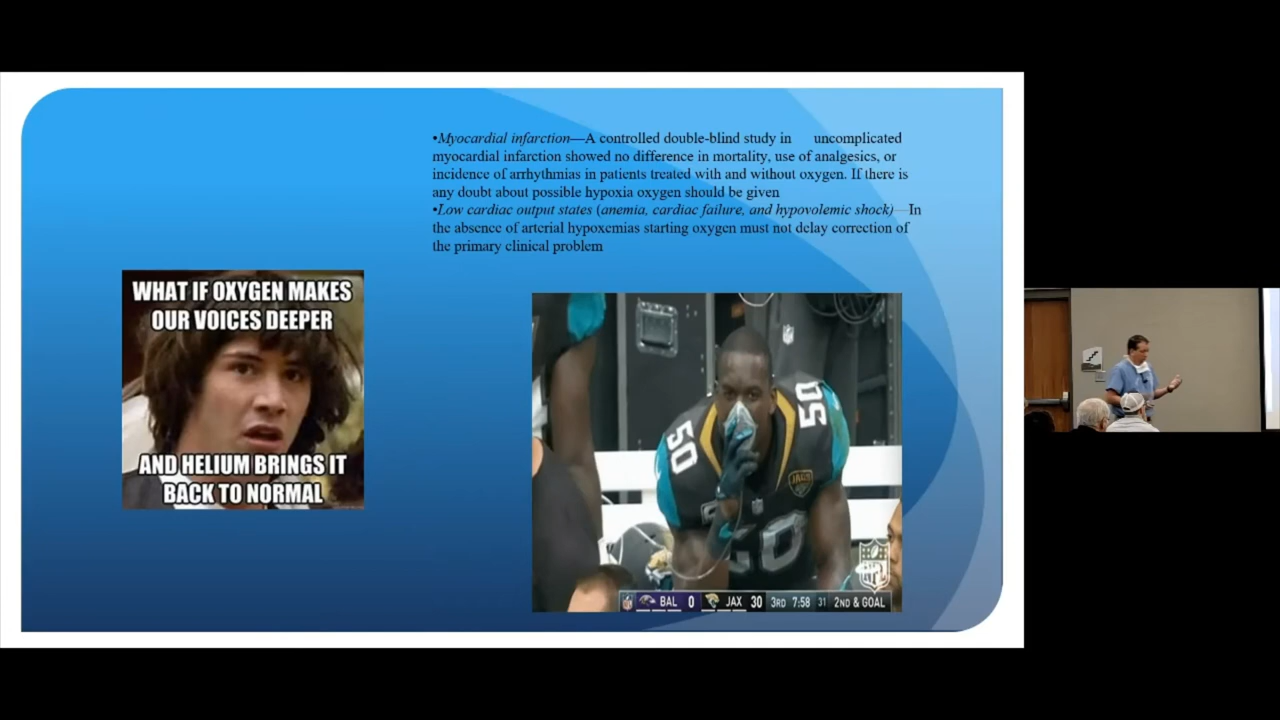 •Myocardial infarction—A controlled double-blind study in uncomplicated
myocardial infarction showed no difference in mortality, use of analgesics, or
incidence of arrhythmias in patients treated with and without oxygen. If there is
any doubt about possible hypoxia oxygen should be given
•Low cardiac output states (anemia, cardiac failure, and hypovolemic shock)—In
the absence of arterial hypoxemias starting oxygen must not delay correction of
the primary clinical problem
WHAT IF OXYGEN MAKES
OUR VOICES DEEPER
AND HELIUM BRINGS IT
BACK TO NORMAL
50
50
JAGS
50
NFL
BAL 0 JAX 30 3RD 7:58 31 2ND & GOAL